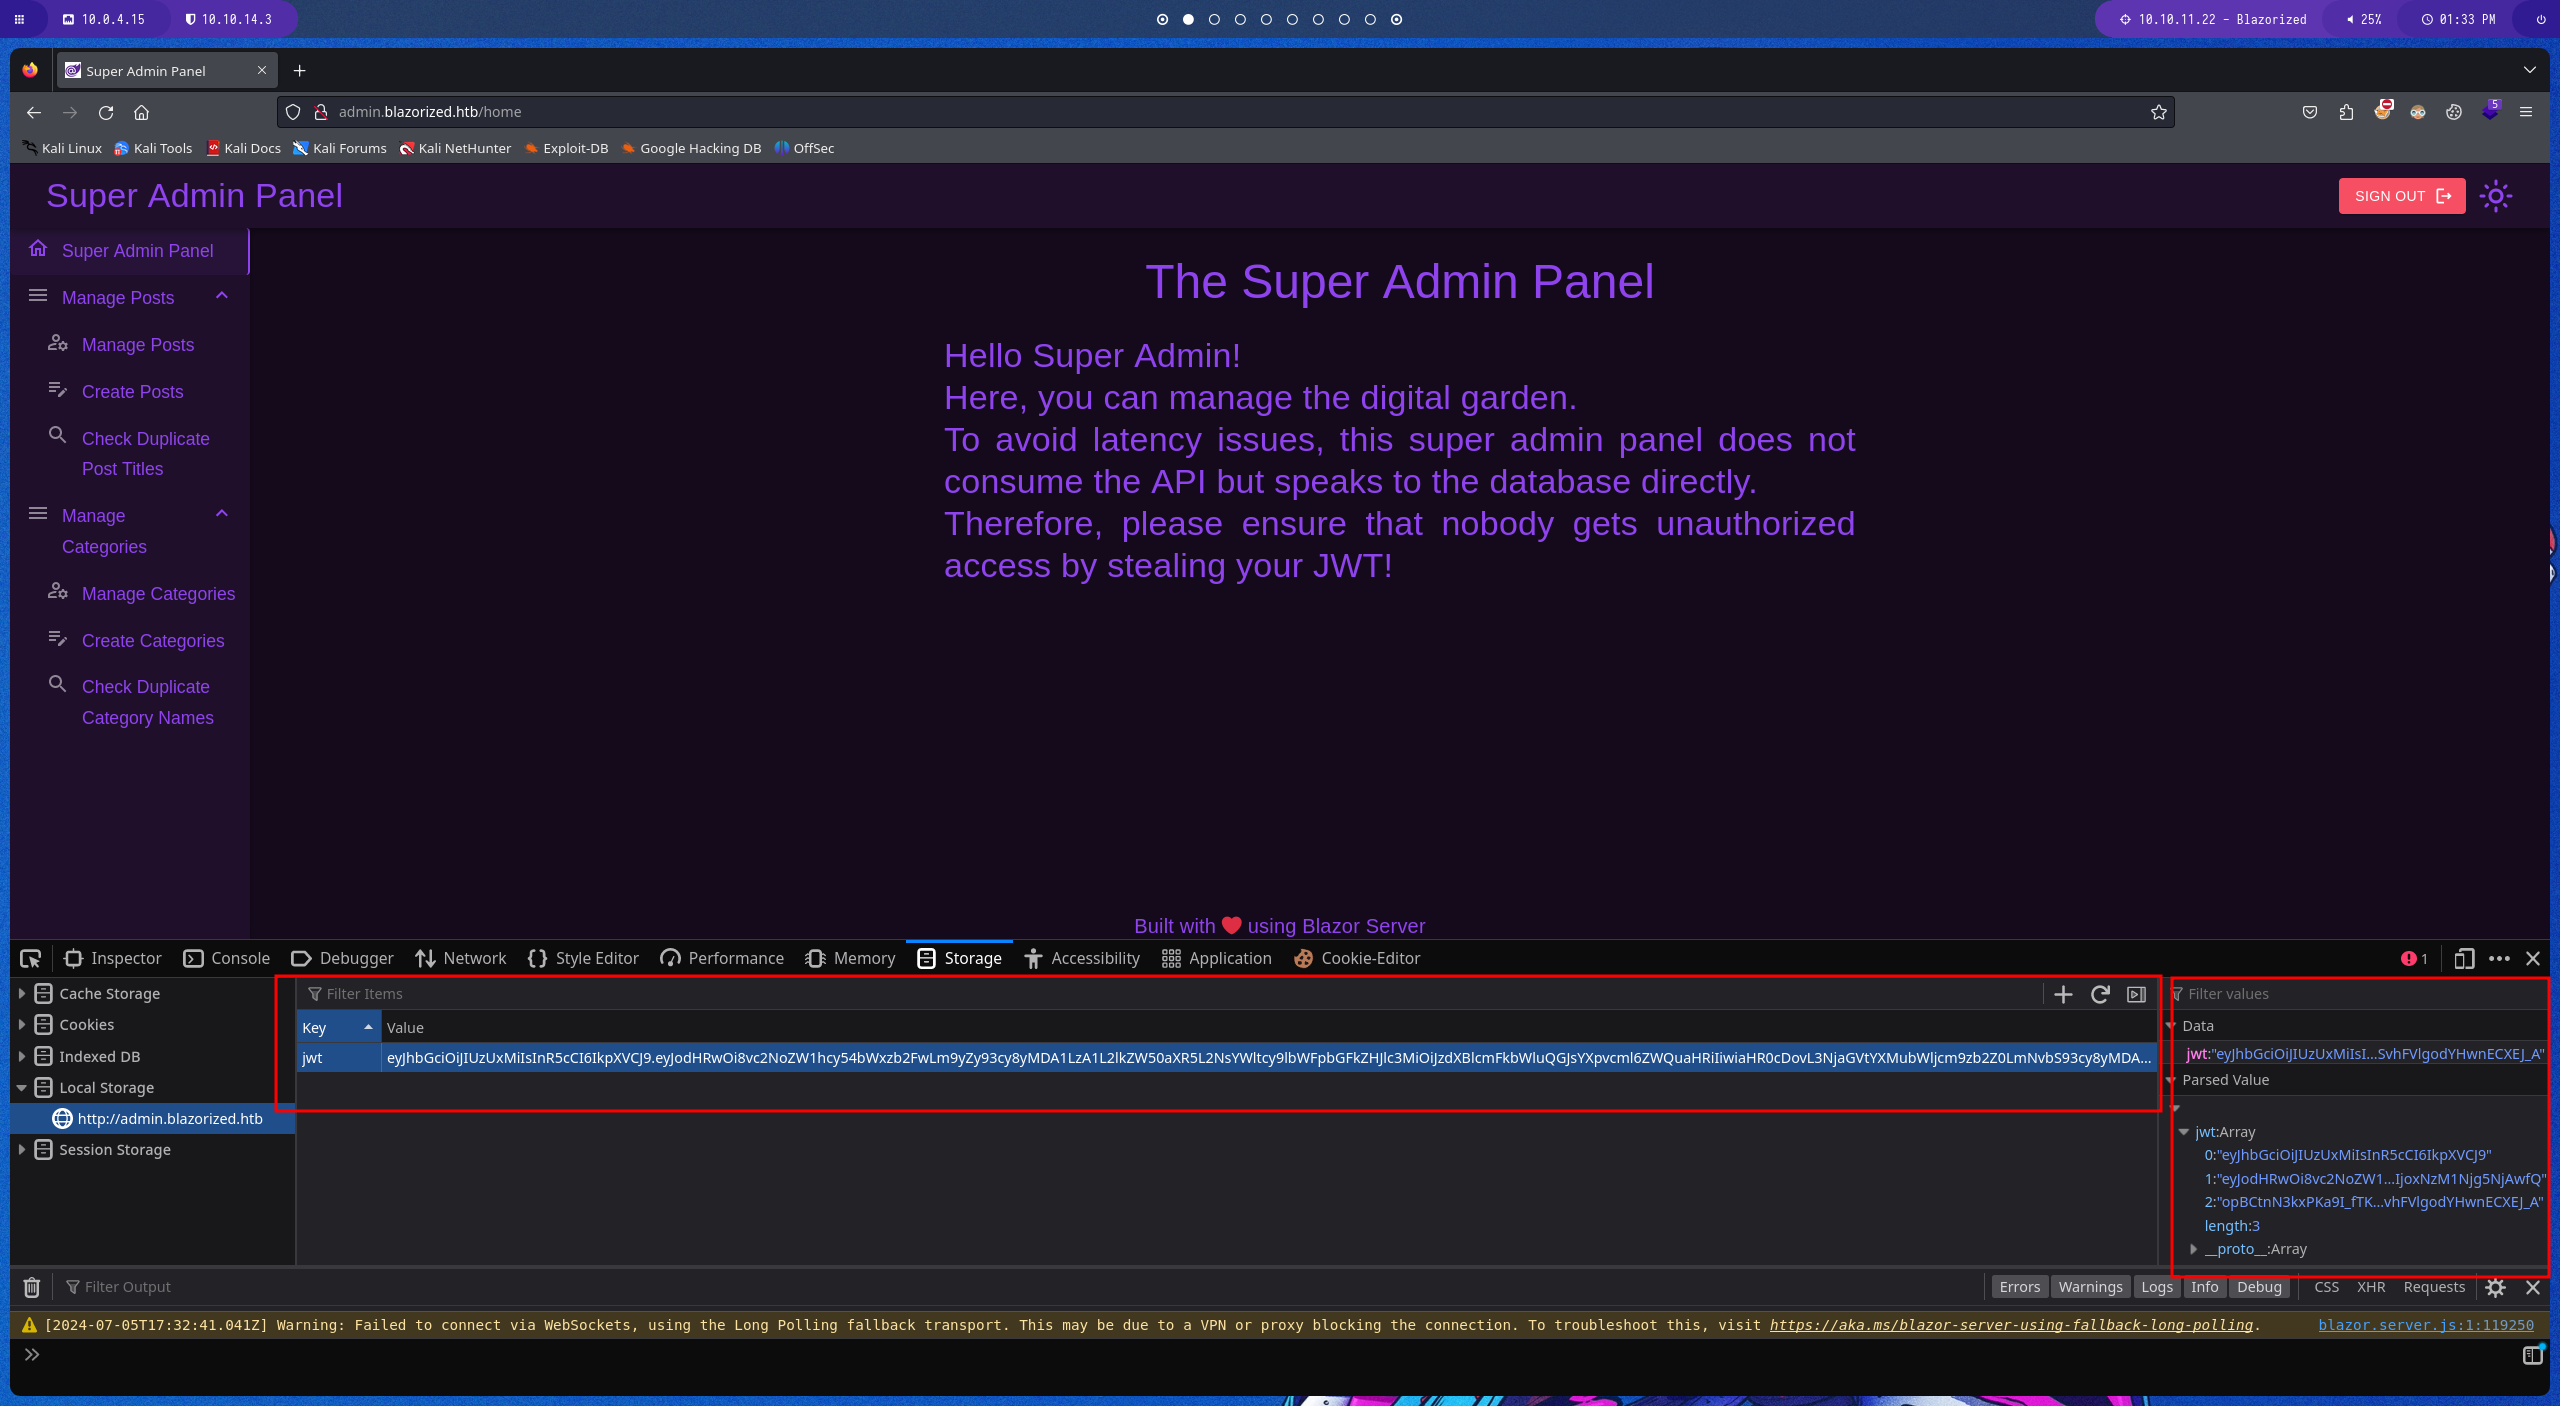 10.0.4.15
10.10.14.3
10.10.11.22 - Blazorized
25%
01:33 PM
Super Admin Panel
admin.blazorized.htb/home
5
Kali Linux
Kali Tools
Kali Docs
Kali Forums
Kali NetHunter
Exploit-DB
Google Hacking DB
OffSec
Super Admin Panel
SIGN OUT
Super Admin Panel
Manage Posts
Manage Posts
Create Posts
Check Duplicate
Post Titles
Manage
Categories
Manage Categories
Create Categories
Check Duplicate
Category Names
The Super Admin Panel
Hello Super Admin!
Here, you can manage the digital garden.
To avoid latency issues, this super admin panel does not
consume the API but speaks to the database directly.
Therefore, please ensure that nobody gets unauthorized
access by stealing your JWT!
Built with ❤️ using Blazor Server
Inspector
Console
Debugger
Network
Style Editor
Performance
Memory
Storage
Accessibility
Application
Cookie-Editor
1
Cache Storage
Cookies
Indexed DB
Local Storage
http://admin.blazorized.htb
Session Storage
Filter Items
Key
Value
jwt
eyJhbGciOiJIUzUxMiIsInR5cCI6IkpXVCJ9.eyJodHRwOi8vc2NoZW1hcy54bWxzb2FwLm9yZy93cy8yMDA1LzA1L2lkZW50aXR5L2NsYWltcy9lbWFpbGFkZHJlc3MiOiJzdXBlcmFkbWluQGJsYXpvcml6ZWQuaHRiIiwiaHR0cDovL3NjaGVtYXMubWljcm9zb2Z0LmNvbS93cy8yMDA...
Filter values
Data
jwt:"eyJhbGciOiJIUzUxMiIsI...SvhFVlgodYHwnECXEJ_A"
Parsed Value
jwt:Array
0:"eyJhbGciOiJIUzUxMiIsInR5cCI6IkpXVCJ9"
1:"eyJodHRwOi8vc2NoZW1...IjoxNzM1Njg5NjAwfQ"
2:"opBCtnN3kxPKa9I_fTK...vhFVlgodYHwnECXEJ_A"
length:3
__proto__:Array
Filter Output
Errors
Warnings
Logs
Info
Debug
CSS
XHR
Requests
[2024-07-05T17:32:41.041Z] Warning: Failed to connect via WebSockets, using the Long Polling fallback transport. This may be due to a VPN or proxy blocking the connection. To troubleshoot this, visit https://aka.ms/blazor-server-using-fallback-long-polling.
blazor.server.js:1:119250